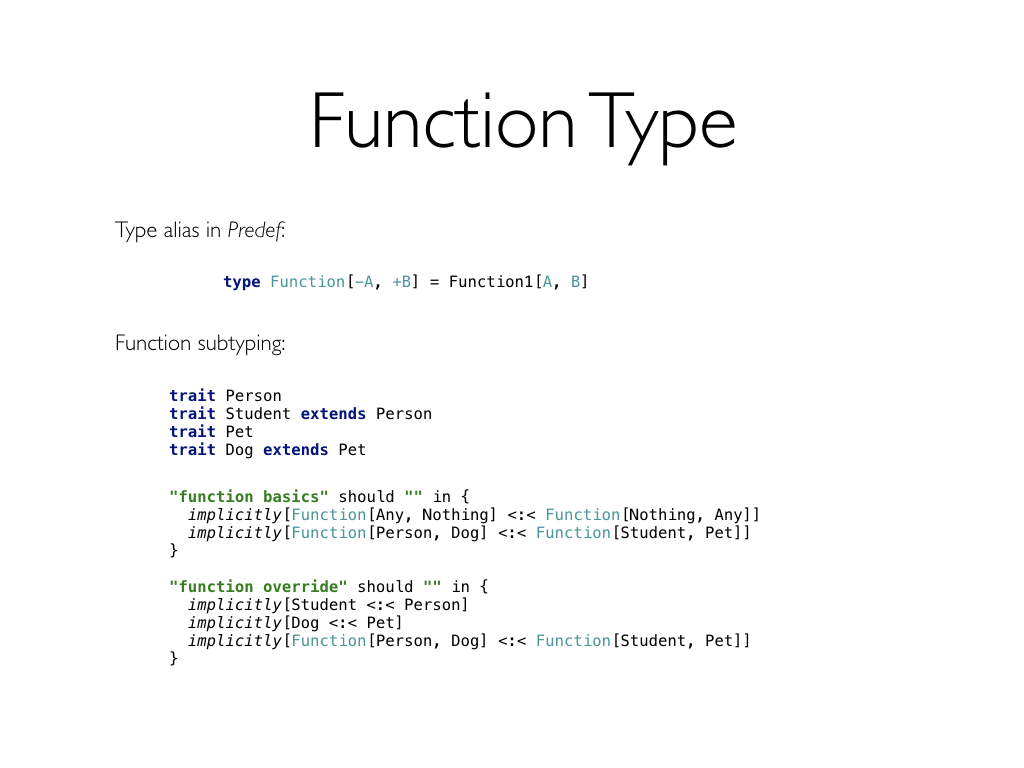 Function Type
Type alias in Predef:
type Function[-A, +B] = Function1[A, B]
Function subtyping:
trait Person
trait Student extends Person
trait Pet
trait Dog extends Pet
"function basics" should "" in {
  implicitly[Function[Any, Nothing] <:< Function[Nothing, Any]]
  implicitly[Function[Person, Dog] <:< Function[Student, Pet]]
}
"function override" should "" in {
  implicitly[Student <:< Person]
  implicitly[Dog <:< Pet]
  implicitly[Function[Person, Dog] <:< Function[Student, Pet]]
}